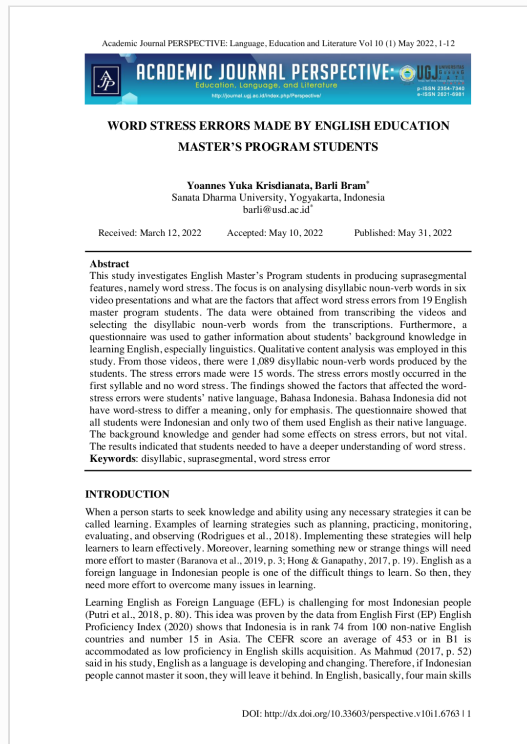 Academic Journal PERSPECTIVE: Language, Education and Literature Vol 10 (1) May 2022, 1-12
ACADEMIC JOURNAL PERSPECTIVE:
Education, Language, and Literature
http://journal.ugj.ac.id/index.php/Perspective/
UGJ
p-ISSN 2354-7340
e-ISSN 2621-6981
WORD STRESS ERRORS MADE BY ENGLISH EDUCATION
MASTER'S PROGRAM STUDENTS
Yoannes Yuka Krisdianata, Barli Bram*
Sanata Dharma University, Yogyakarta, Indonesia
barli@usd.ac.id*
Received: March 12, 2022 Accepted: May 10, 2022 Published: May 31, 2022
Abstract
This study investigates English Master's Program students in producing suprasegmental
features, namely word stress. The focus is on analysing disyllabic noun-verb words in six
video presentations and what are the factors that affect word stress errors from 19 English
master program students. The data were obtained from transcribing the videos and
selecting the disyllabic noun-verb words from the transcriptions. Furthermore, a
questionnaire was used to gather information about students' background knowledge in
learning English, especially linguistics. Qualitative content analysis was employed in this
study. From those videos, there were 1,089 disyllabic noun-verb words produced by the
students. The stress errors made were 15 words. The stress errors mostly occurred in the
first syllable and no word stress. The findings showed the factors that affected the word-
stress errors were students' native language, Bahasa Indonesia. Bahasa Indonesia did not
have word-stress to differ a meaning, only for emphasis. The questionnaire showed that
all students were Indonesian and only two of them used English as their native language.
The background knowledge and gender had some effects on stress errors, but not vital.
The results indicated that students needed to have a deeper understanding of word stress.
Keywords: disyllabic, suprasegmental, word stress error
INTRODUCTION
When a person starts to seek knowledge and ability using any necessary strategies it can be
called learning. Examples of learning strategies such as planning, practicing, monitoring,
evaluating, and observing (Rodrigues et al., 2018). Implementing these strategies will help
learners to learn effectively. Moreover, learning something new or strange things will need
more effort to master (Baranova et al., 2019, p. 3; Hong & Ganapathy, 2017, p. 19). English as a
foreign language in Indonesian people is one of the difficult things to learn. So then, they
need more effort to overcome many issues in learning.
Learning English as Foreign Language (EFL) is challenging for most Indonesian people
(Putri et al., 2018, p. 80). This idea was proven by the data from English First (EP) English
Proficiency Index (2020) shows that Indonesia is in rank 74 from 100 non-native English
countries and number 15 in Asia. The CEFR score an average of 453 or in B1 is
accommodated as low proficiency in English skills acquisition. As Mahmud (2017, p. 52)
said in his study, English as a language is developing and changing. Therefore, if Indonesian
people cannot master it soon, they will leave it behind. In English, basically, four main skills
DOI: http://dx.doi.org/10.33603/perspective.v10i1.6763 | 1